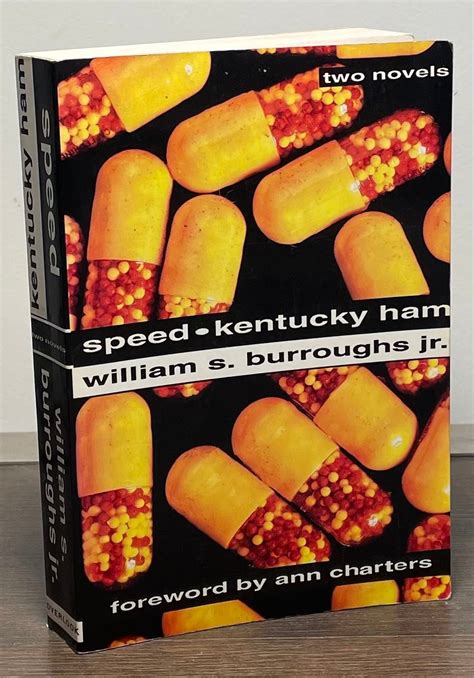 two novels
speed • kentucky ham
william s. burroughs jr.
foreword by ann charters
speed
kentucky ham
two novels
william s.
burroughs jr.
OVERLOOK